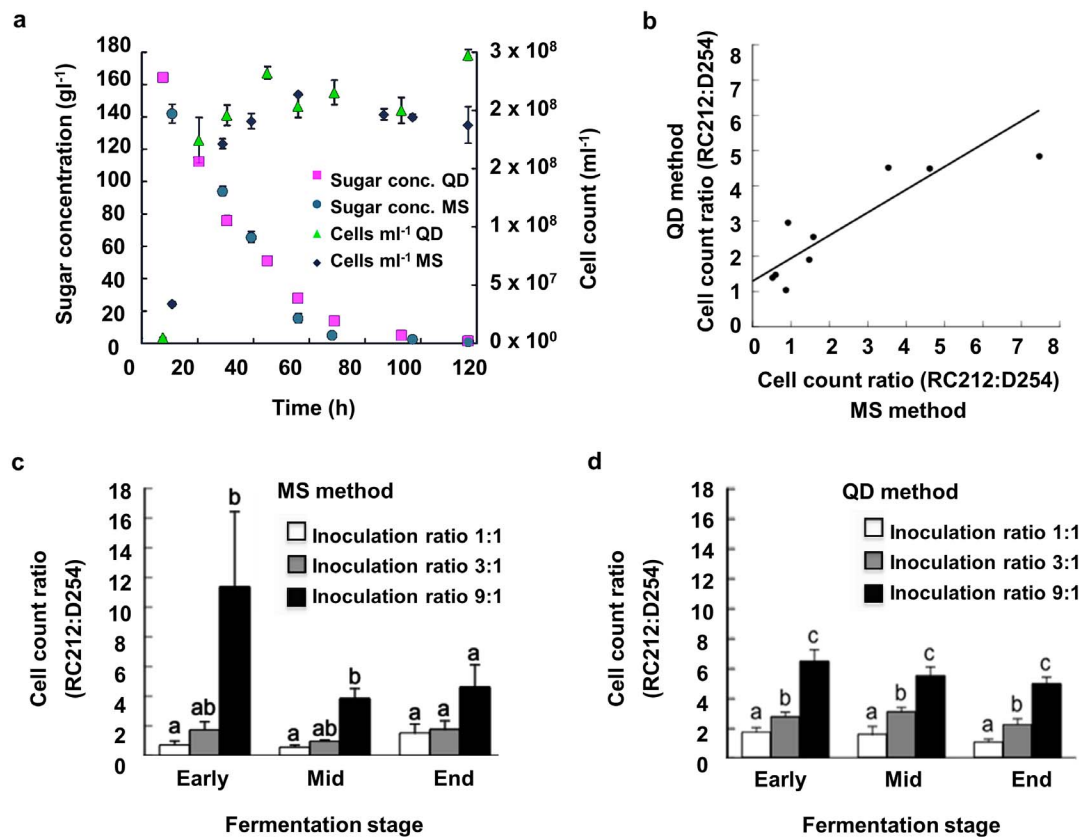 a
Sugar concentration (gl-1)
180
160
140
120
100
80
60
40
20
0
3 x 10⁸
2 x 10⁸
2 x 10⁸
1 x 10⁸
5 x 10⁷
0 x 10⁰
Cell count (ml-1)
Sugar conc. QD
Sugar conc. MS
Cells ml-1 QD
Cells ml-1 MS
0 20 40 60 80 100 120
Time (h)
b
QD method
Cell count ratio (RC212:D254)
8
7
6
5
4
3
2
1
0 1 2 3 4 5 6 7 8
Cell count ratio (RC212:D254)
MS method
c
Cell count ratio
(RC212:D254)
18
16
14
12
10
8
6
4
2
0
MS method
Inoculation ratio 1:1
Inoculation ratio 3:1
Inoculation ratio 9:1
a ab b
a ab b
a a a
Early Mid End
Fermentation stage
d
Cell count ratio
(RC212:D254)
18
16
14
12
10
8
6
4
2
0
QD method
Inoculation ratio 1:1
Inoculation ratio 3:1
Inoculation ratio 9:1
a b c
a b c
a b c
Early Mid End
Fermentation stage